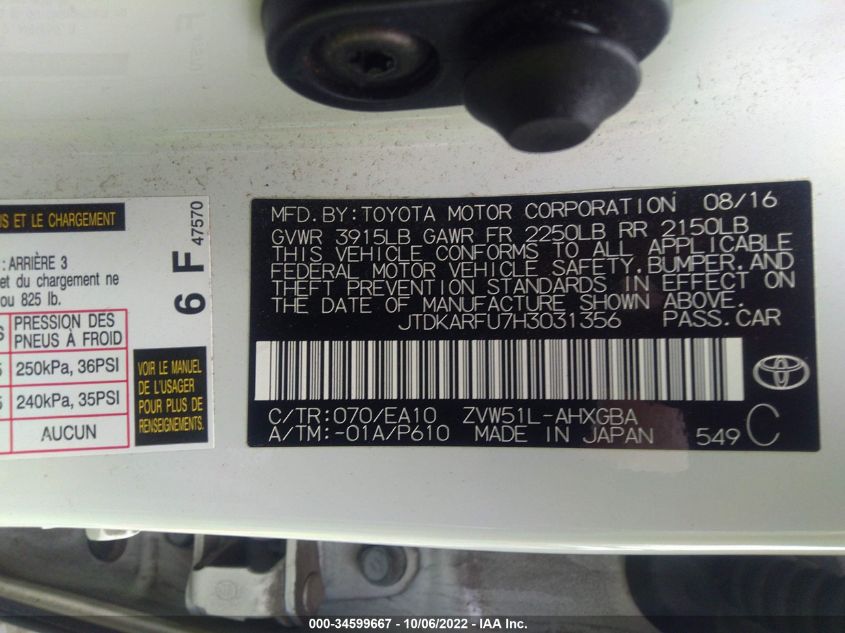 US ET LE CHARGEMENT
: ARRIÈRE 3
et du chargement ne
ou 825 lb.
PRESSION DES
PNEUS À FROID
250kPa, 36PSI
240kPa, 35PSI
AUCUN
6 F 47570
VOIR LE MANUEL
DE L'USAGER
POUR PLUS DE
RENSEIGNEMENTS.
MFD. BY: TOYOTA MOTOR CORPORATION 08/16
GVWR 3915LB GAWR FR 2250LB RR 2150LB
THIS VEHICLE CONFORMS TO ALL APPLICABLE
FEDERAL MOTOR VEHICLE SAFETY, BUMPER, AND
THEFT PREVENTION STANDARDS IN EFFECT ON
THE DATE OF MANUFACTURE SHOWN ABOVE.
JTDKARFU7H3031356 PASS.CAR
C/TR:070/EA10 ZVW51L-AHXGBA
A/TM:-01A/P610 MADE IN JAPAN 549 C
000-34599667 - 10/06/2022 - IAA Inc.